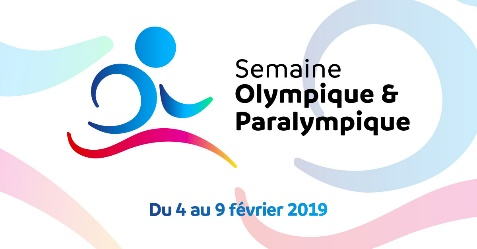 Semaine
Olympique &
Paralympique
Du 4 au 9 février 2019